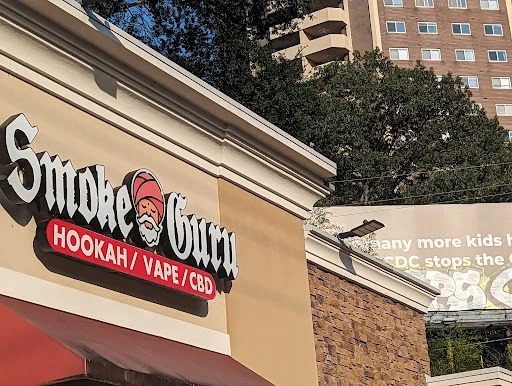 Smoke Guru
HOOKAH/ VAPE/CBD
any more kids
CDC stops the